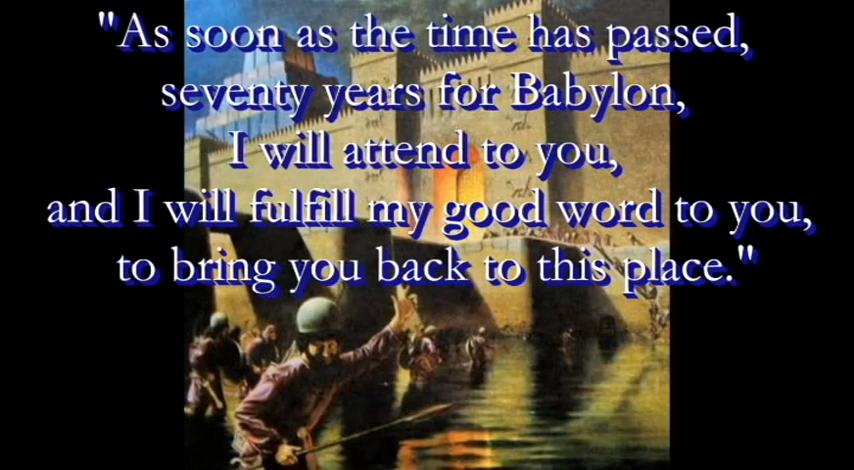 "As soon as the time has passed,
seventy years for Babylon,
I will attend to you,
and I will fulfill my good word to you,
to bring you back to this place."